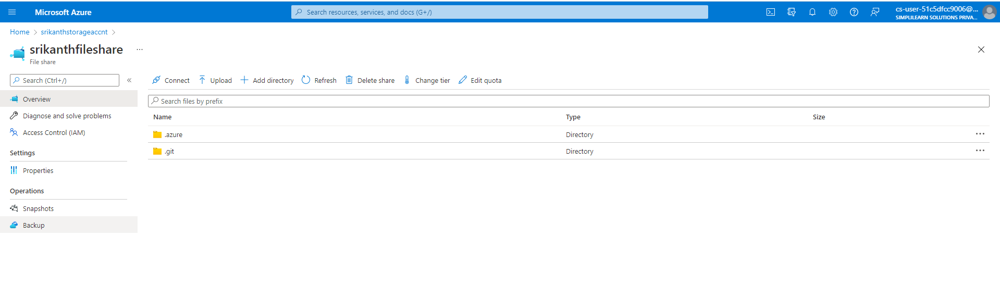 Microsoft Azure
Search resources, services, and docs (G+/)
cs-user-51c5dfcc9006@...
SIMPLILEARN SOLUTIONS PRIVA...
Home > srikanthstorageaccnt >
srikanthfileshare ...
File share
Search (Ctrl+/) «
Connect Upload Add directory Refresh Delete share Change tier Edit quota
Overview
Search files by prefix
Diagnose and solve problems
Name Type Size
Access Control (IAM)
.azure Directory ...
.git Directory ...
Settings
Properties
Operations
Snapshots
Backup